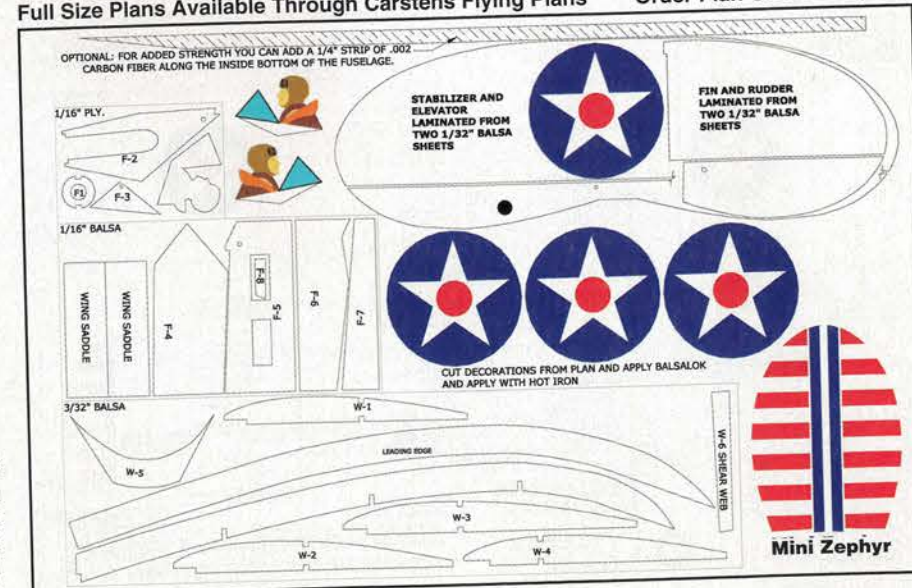 Full Size Plans Available Through Carstens Flying Plans
OPTIONAL: FOR ADDED STRENGTH YOU CAN ADD A 1/4" STRIP OF .002
CARBON FIBER ALONG THE INSIDE BOTTOM OF THE FUSELAGE.
STABILIZER AND
ELEVATOR
LAMINATED FROM
TWO 1/32" BALSA
SHEETS
FIN AND RUDDER
LAMINATED FROM
TWO 1/32" BALSA
SHEETS
1/16" PLY.
F-2
F1
F-3
1/16" BALSA
WING SADDLE
WING SADDLE
F-4
F-8
F-5
F-6
F-7
CUT DECORATIONS FROM PLAN AND APPLY BALSALOK
AND APPLY WITH HOT IRON
3/32" BALSA
W-1
W-5
LEADING EDGE
W-6 SHEAR WEB
W-3
W-2
W-4
Mini Zephyr